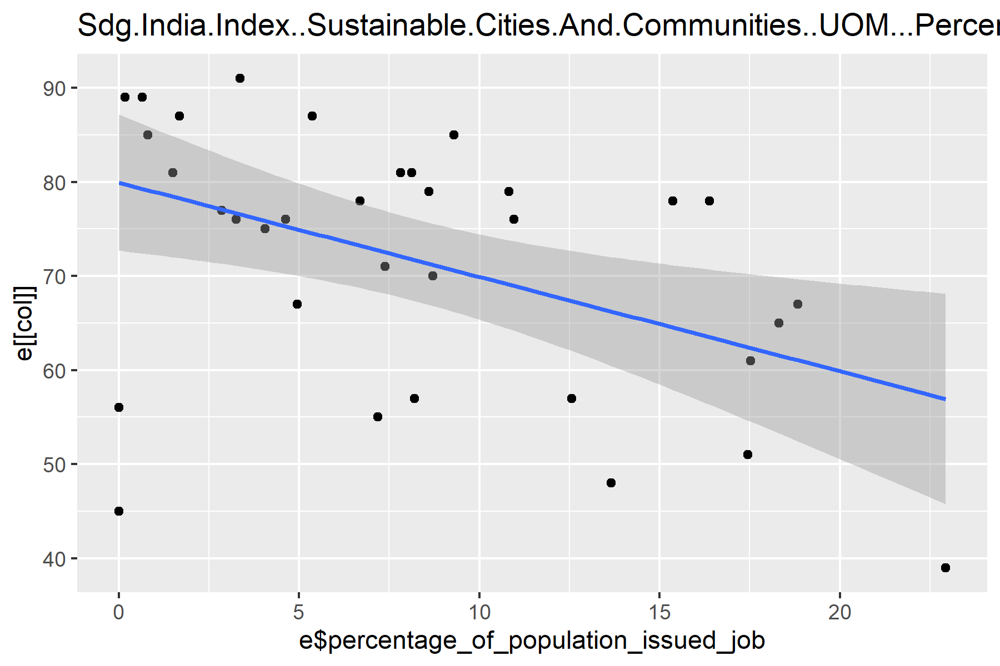 Sdg.India.Index..Sustainable.Cities.And.Communities..UOM...Percen
e[[col]]
90
80
70
60
50
40
0 5 10 15 20
e$percentage_of_population_issued_job